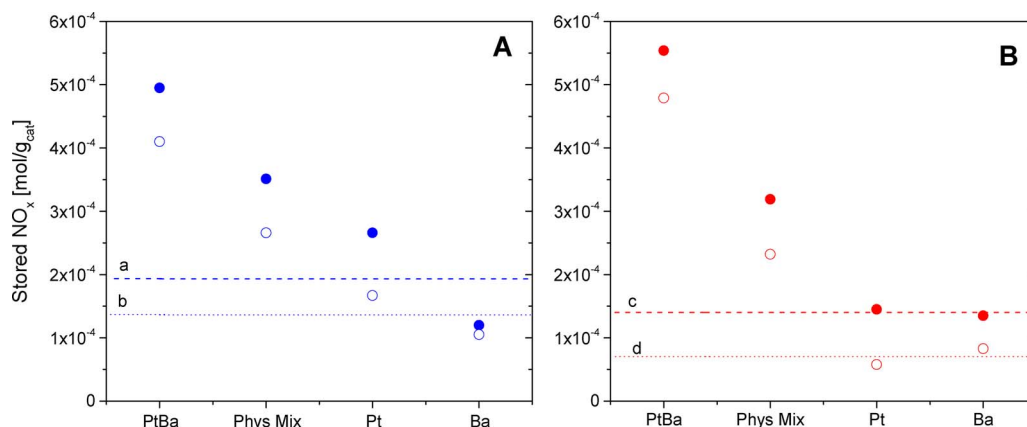 A
6x10⁻⁴
5x10⁻⁴
4x10⁻⁴
3x10⁻⁴
2x10⁻⁴
1x10⁻⁴
0
Stored NOₓ [mol/g_cat]
a
b
PtBa Phys Mix Pt Ba
B
6x10⁻⁴
5x10⁻⁴
4x10⁻⁴
3x10⁻⁴
2x10⁻⁴
1x10⁻⁴
0
c
d
PtBa Phys Mix Pt Ba